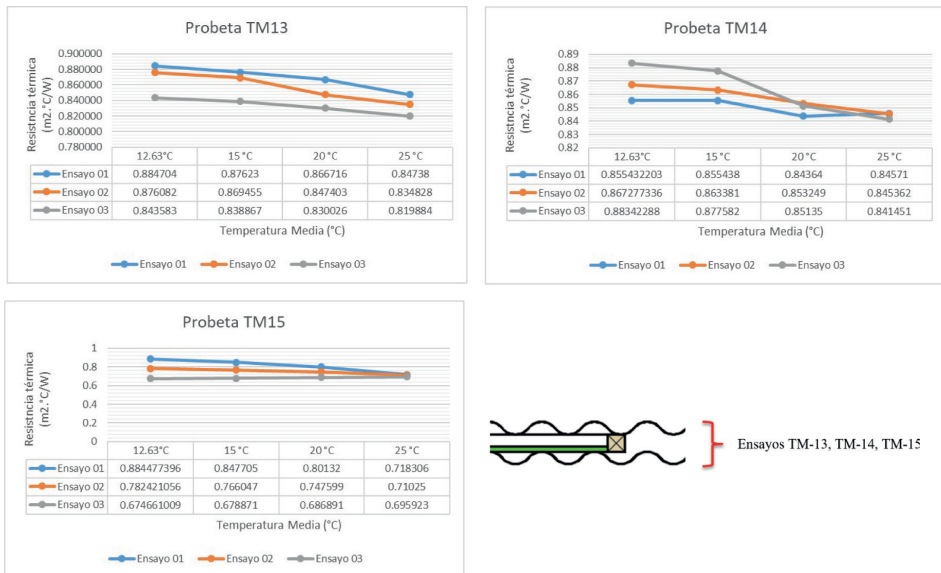 Probeta TM13
Resistncia térmica
(m2.°C/W)
0.900000
0.880000
0.860000
0.840000
0.820000
0.800000
0.780000
12.63°C 15 °C 20 °C 25 °C
Ensayo 01 0.884704 0.87623 0.866716 0.84738
Ensayo 02 0.876082 0.869455 0.847403 0.834828
Ensayo 03 0.843583 0.838867 0.830026 0.819884
Temperatura Media (°C)
Ensayo 01 Ensayo 02 Ensayo 03
Probeta TM14
Resistncia térmica
(m2.°C/W)
0.89
0.88
0.87
0.86
0.85
0.84
0.83
0.82
12.63°C 15 °C 20 °C 25 °C
Ensayo 01 0.855432203 0.855438 0.84364 0.84571
Ensayo 02 0.867277336 0.863381 0.853249 0.845362
Ensayo 03 0.88342288 0.877582 0.85135 0.841451
Temperatura Media (°C)
Ensayo 01 Ensayo 02 Ensayo 03
Probeta TM15
Resistncia térmica
(m2.°C/W)
1
0.8
0.6
0.4
0.2
0
12.63°C 15 °C 20 °C 25 °C
Ensayo 01 0.884477396 0.847705 0.80132 0.718306
Ensayo 02 0.782421056 0.766047 0.747599 0.71025
Ensayo 03 0.674661009 0.678871 0.686891 0.695923
Temperatura Media (°C)
Ensayo 01 Ensayo 02 Ensayo 03
Ensayos TM-13, TM-14, TM-15